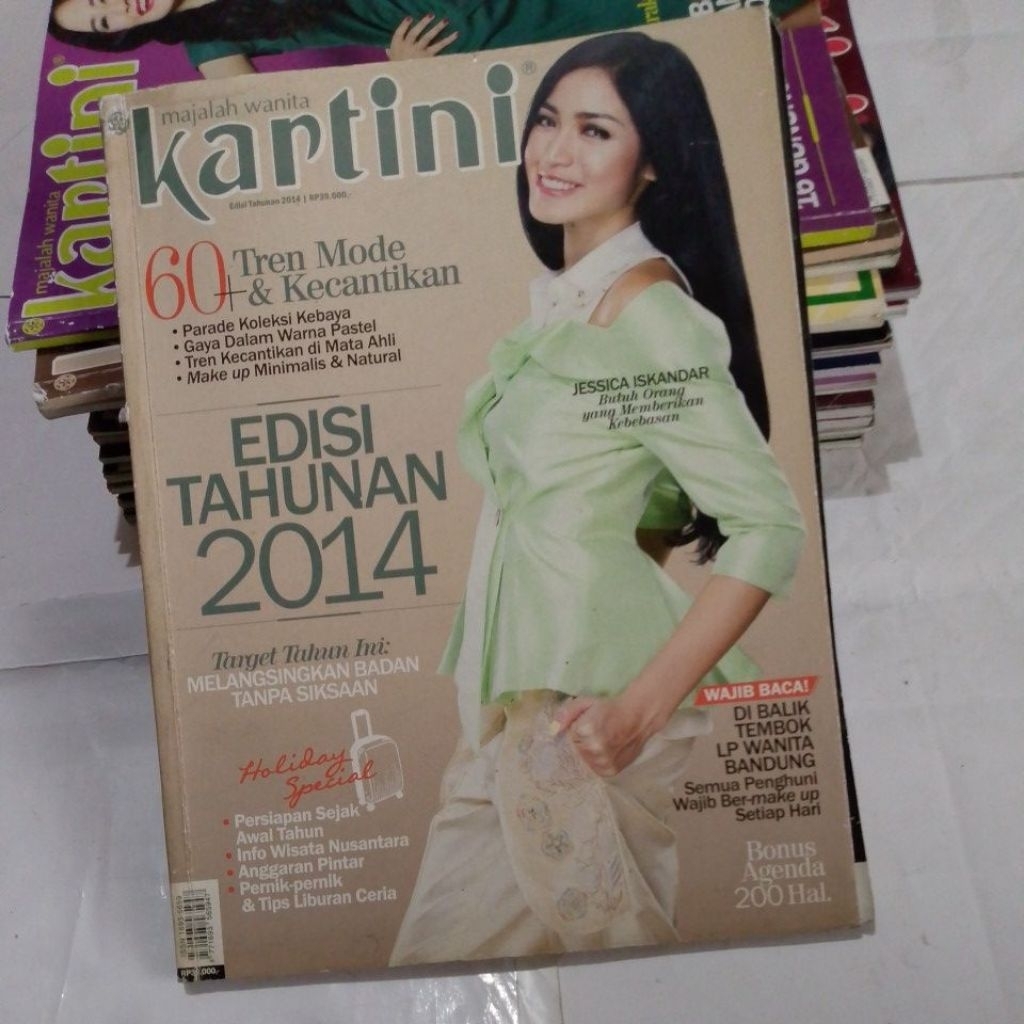 majalah wanita
kartini®
Edisi Tahunan 2014 | RP39.000,-
60+ Tren Mode
& Kecantikan
• Parade Koleksi Kebaya
• Gaya Dalam Warna Pastel
• Tren Kecantikan di Mata Ahli
• Make up Minimalis & Natural
JESSICA ISKANDAR
Butuh Orang
yang Memberikan
Kebebasan
EDISI
TAHUNAN
2014
Target Tahun Ini:
MELANGSINGKAN BADAN
TANPA SIKSAAN
Holiday
Special
• Persiapan Sejak
Awal Tahun
• Info Wisata Nusantara
• Anggaran Pintar
• Pernik-pernik
& Tips Liburan Ceria
WAJIB BACA!
DI BALIK
TEMBOK
LP WANITA
BANDUNG
Semua Penghuni
Wajib Ber-make up
Setiap Hari
Bonus
Agenda
200 Hal.
RP39.000,-
majalah wanita
kartini®